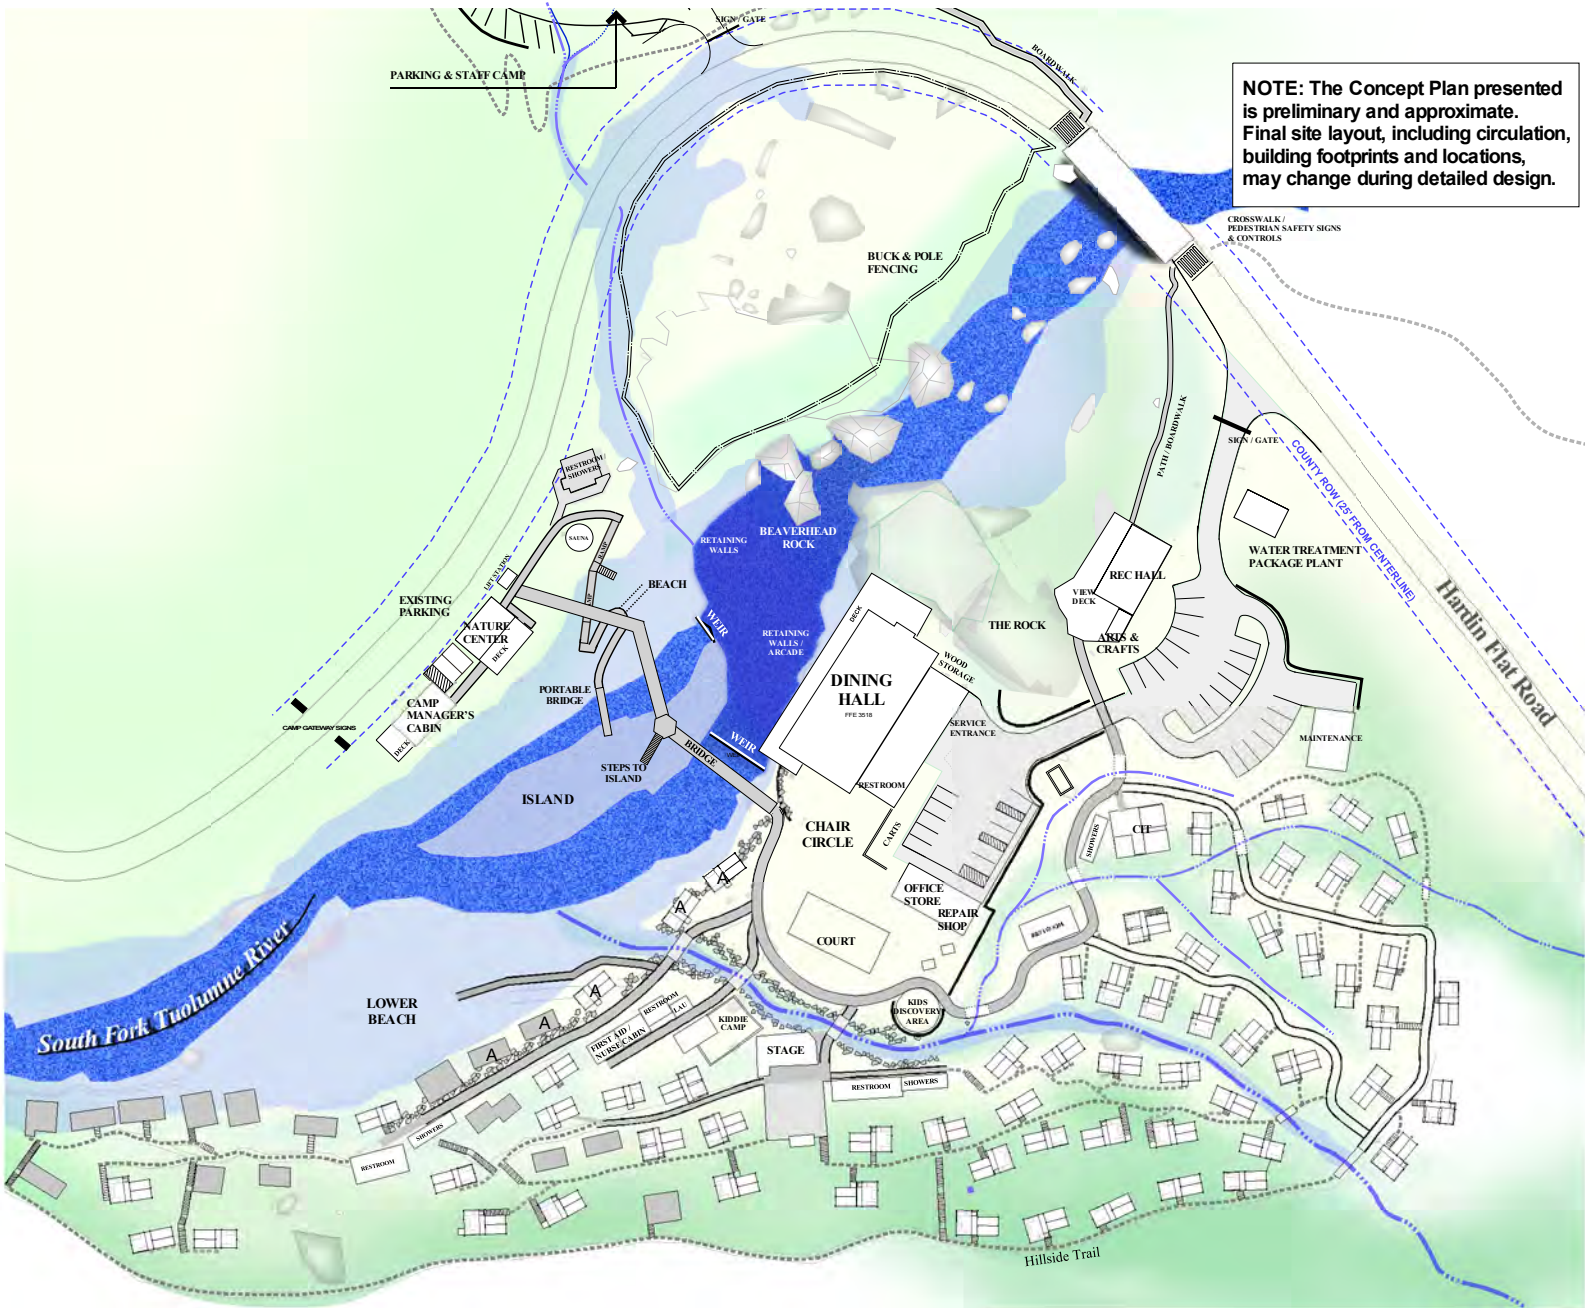 SIGN / GATE
PARKING & STAFF CAMP
BOARDWALK
NOTE: The Concept Plan presented
is preliminary and approximate.
Final site layout, including circulation,
building footprints and locations,
may change during detailed design.
CROSSWALK /
PEDESTRIAN SAFETY SIGNS
& CONTROLS
BUCK & POLE
FENCING
PATH / BOARDWALK
SIGN / GATE
COUNTY ROW (25' FROM CENTERLINE)
Hardin Flat Road
RESTROOM /
SHOWERS
SAUNA
RAMP
LIFT STATION
BEAVERHEAD
ROCK
RETAINING
WALLS
WATER TREATMENT
PACKAGE PLANT
BEACH
EXISTING
PARKING
NATURE
CENTER
DECK
WEIR
RETAINING
WALLS /
ARCADE
DECK
REC HALL
VIEW
DECK
THE ROCK
ARTS &
CRAFTS
WOOD
STORAGE
DINING
HALL
FFE 3518
PORTABLE
BRIDGE
CAMP
MANAGER'S
CABIN
DECK
CAMP GATEWAY SIGNS
SERVICE
ENTRANCE
MAINTENANCE
WEIR
BRIDGE
STEPS TO
ISLAND
ISLAND
RESTROOM
CHAIR
CIRCLE
CARTS
SHOWERS
CIT
A
A
OFFICE
STORE
REPAIR
SHOP
COURT
South Fork Tuolumne River
LOWER
BEACH
A
A
A
RESTROOM
LAU
FIRST AID /
NURSE CABIN
KIDDIE
CAMP
KIDS
DISCOVERY
AREA
STAGE
RESTROOM
SHOWERS
SHOWERS
RESTROOM
Hillside Trail